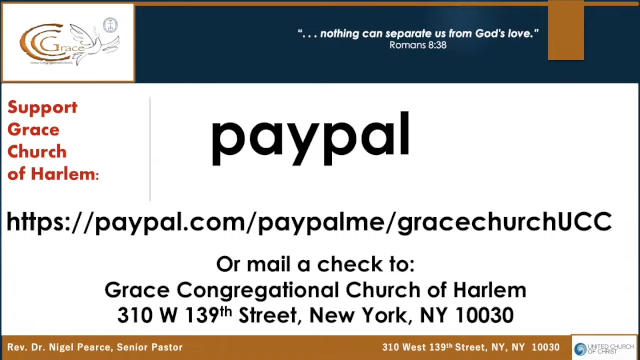 Grace
". . . nothing can separate us from God's love."
Romans 8:38
Support
Grace
Church
of Harlem:
paypal
https://paypal.com/paypalme/gracechurchUCC
Or mail a check to:
Grace Congregational Church of Harlem
310 W 139th Street, New York, NY 10030
Rev. Dr. Nigel Pearce, Senior Pastor
310 West 139th Street, NY, NY 10030
UNITED CHURCH
OF CHRIST